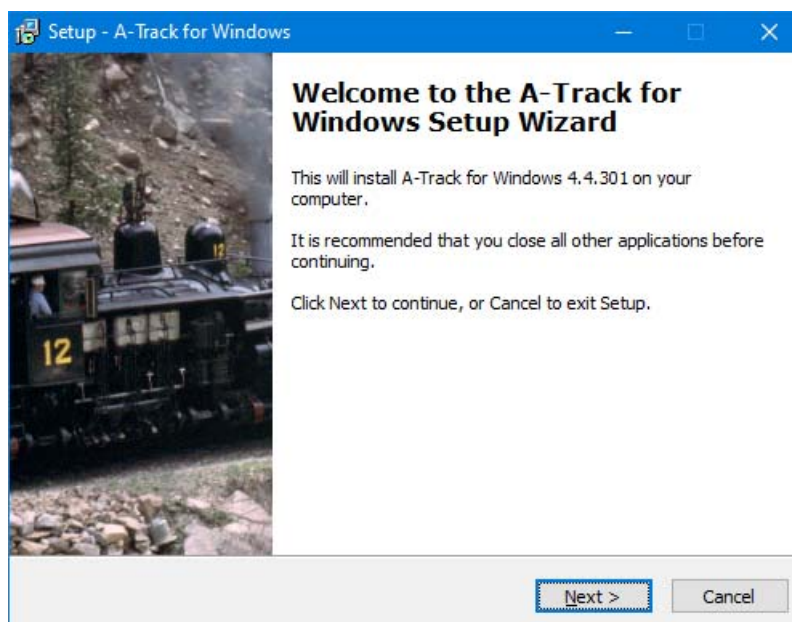 Setup - A-Track for Windows
Welcome to the A-Track for
Windows Setup Wizard
This will install A-Track for Windows 4.4.301 on your
computer.
It is recommended that you close all other applications before
continuing.
Click Next to continue, or Cancel to exit Setup.
12
12
Next >
Cancel